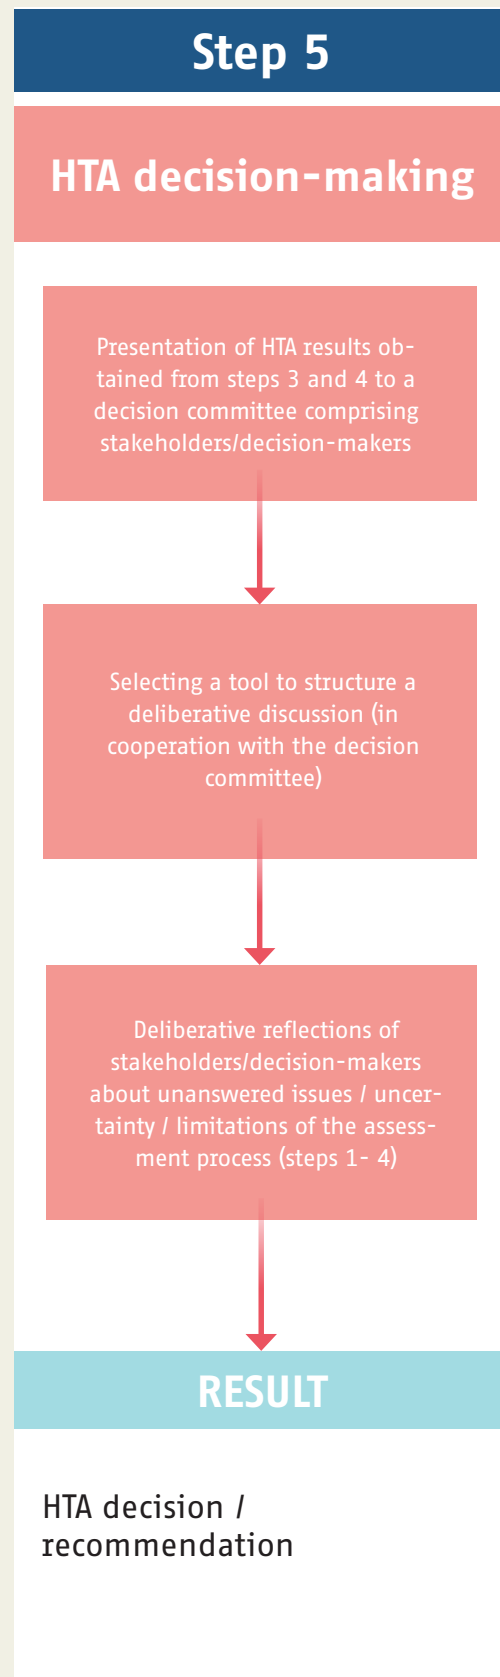 Step 5
HTA decision-making
Presentation of HTA results ob-
tained from steps 3 and 4 to a
decision committee comprising
stakeholders/decision-makers
Selecting a tool to structure a
deliberative discussion (in
cooperation with the decision
committee)
Deliberative reflections of
stakeholders/decision-makers
about unanswered issues / uncer-
tainty / limitations of the assess-
ment process (steps 1- 4)
RESULT
HTA decision /
recommendation